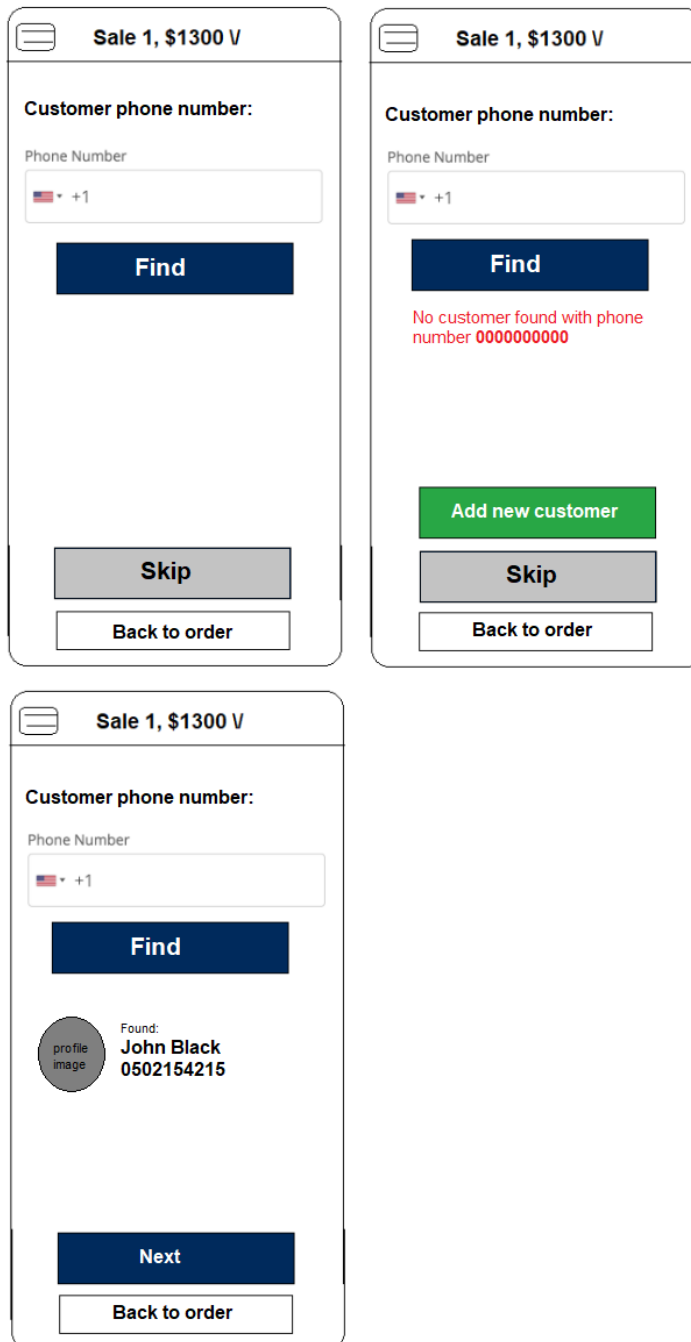 Sale 1, $1300 \/
Customer phone number:
Phone Number
+1
Find
Skip
Back to order
Sale 1, $1300 \/
Customer phone number:
Phone Number
+1
Find
No customer found with phone
number 0000000000
Add new customer
Skip
Back to order
Sale 1, $1300 \/
Customer phone number:
Phone Number
+1
Find
profile
image
Found:
John Black
0502154215
Next
Back to order